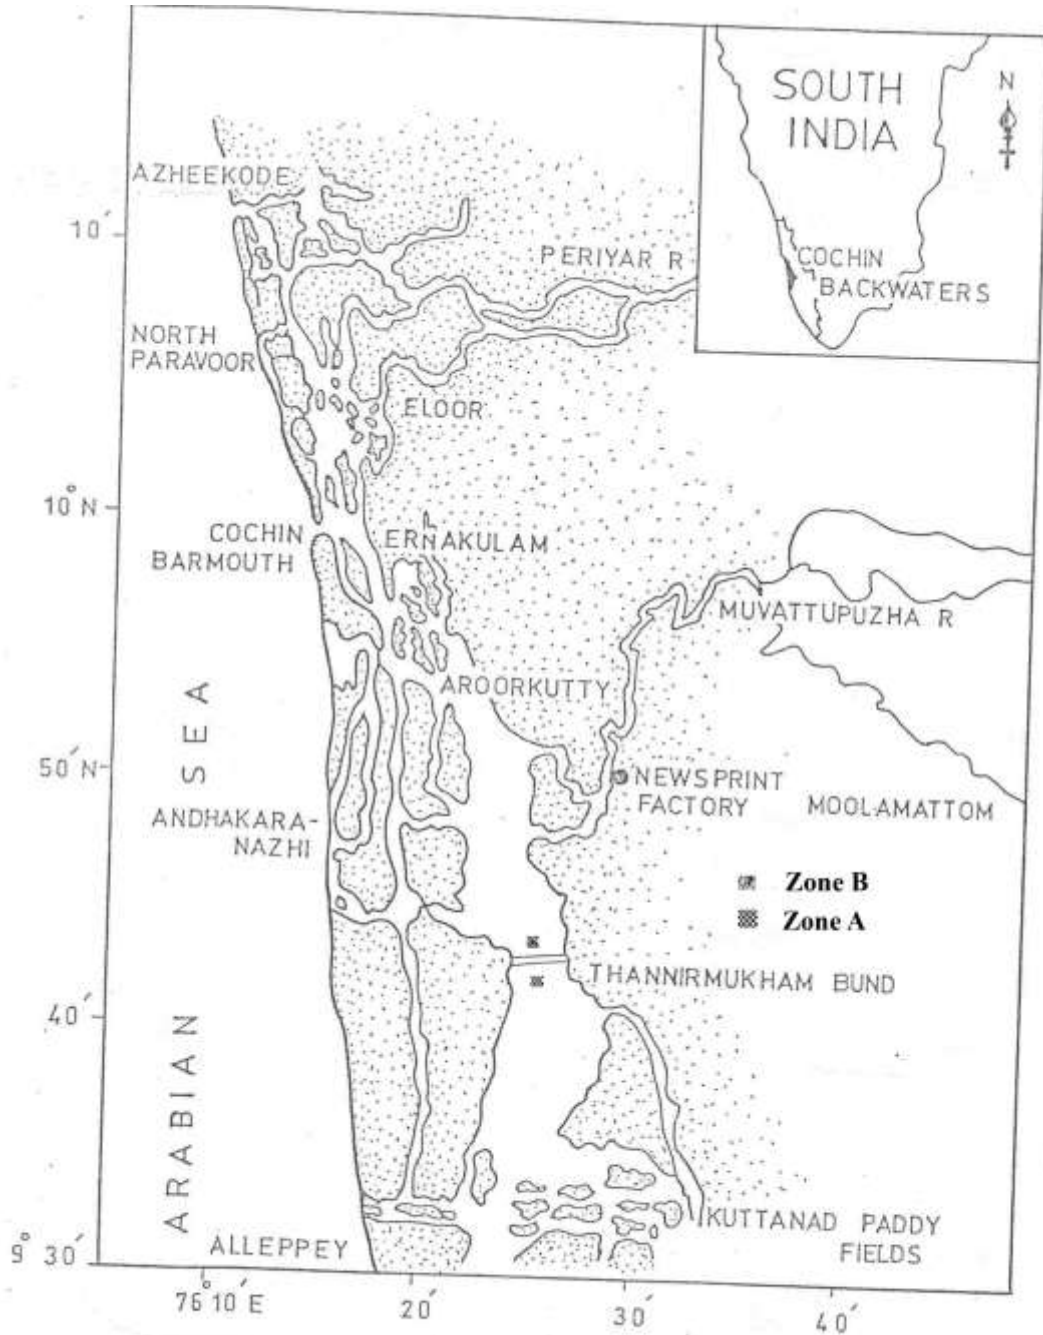 SOUTH
INDIA
N
COCHIN
BACKWATERS
AZHEEKODE
10′
PERIYAR R
NORTH
PARAVOOR
ELOOR
10°N
COCHIN
BARMOUTH
ERNAKULAM
MUVATTUPUZHA R
AROORKUTTY
50′N
NEWSPRINT
FACTORY
MOOLAMATTOM
ANDHAKARA-
NAZHI
Zone B
Zone A
THANNIRMUKHAM BUND
40′
ARABIAN SEA
KUTTANAD PADDY
FIELDS
ALLEPPEY
9° 30′
76°10′E
20′
30′
40′